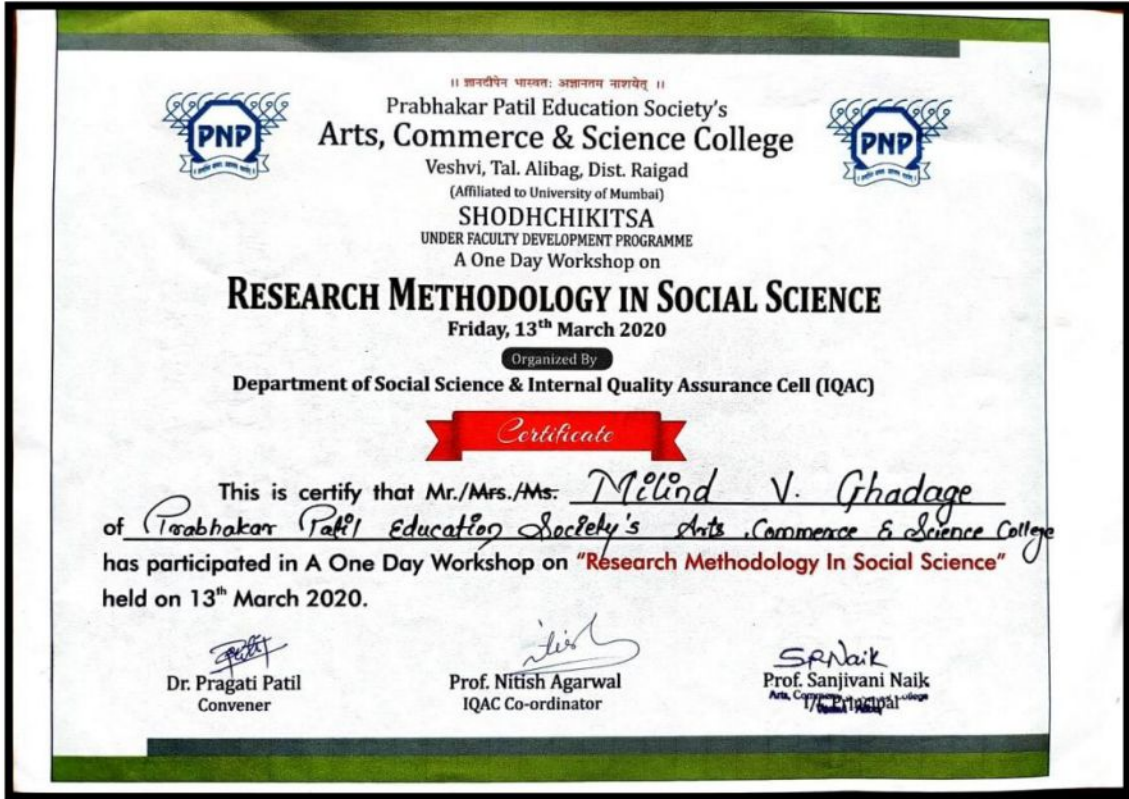 ॥ ज्ञानदीपेन भास्वतः अज्ञानतम नाशयेत् ॥
Prabhakar Patil Education Society's
PNP
Arts, Commerce & Science College
PNP
Veshvi, Tal. Alibag, Dist. Raigad
(Affiliated to University of Mumbai)
SHODHCHIKITSA
UNDER FACULTY DEVELOPMENT PROGRAMME
A One Day Workshop on
RESEARCH METHODOLOGY IN SOCIAL SCIENCE
Friday, 13th March 2020
Organized By
Department of Social Science & Internal Quality Assurance Cell (IQAC)
Certificate
This is certify that Mr./Mrs./Ms. Milind V. Ghadage
of Prabhakar Patil Education Society's Arts, Commerce & Science College
has participated in A One Day Workshop on "Research Methodology In Social Science"
held on 13th March 2020.
SRNaik
Dr. Pragati Patil
Prof. Nitish Agarwal
Prof. Sanjivani Naik
Convener
IQAC Co-ordinator
I/C Principal